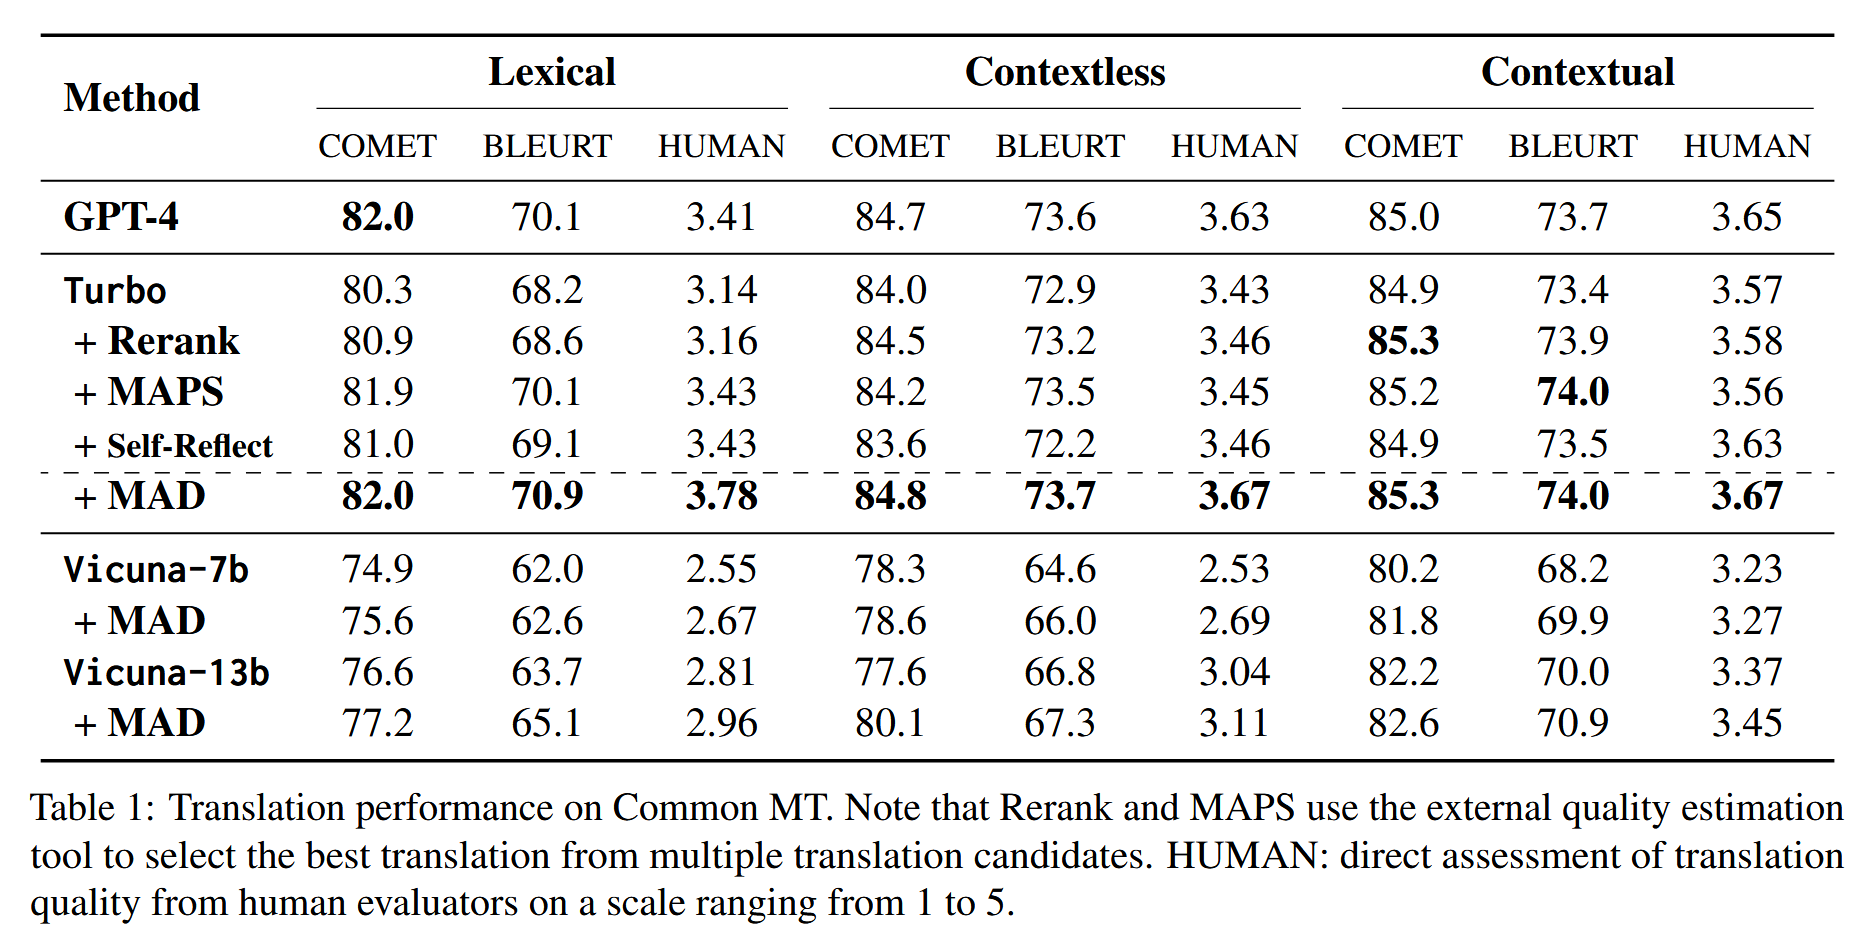 Method Lexical Contextless Contextual
COMET BLEURT HUMAN COMET BLEURT HUMAN COMET BLEURT HUMAN
GPT-4 82.0 70.1 3.41 84.7 73.6 3.63 85.0 73.7 3.65
Turbo 80.3 68.2 3.14 84.0 72.9 3.43 84.9 73.4 3.57
+ Rerank 80.9 68.6 3.16 84.5 73.2 3.46 85.3 73.9 3.58
+ MAPS 81.9 70.1 3.43 84.2 73.5 3.45 85.2 74.0 3.56
+ Self-Reflect 81.0 69.1 3.43 83.6 72.2 3.46 84.9 73.5 3.63
+ MAD 82.0 70.9 3.78 84.8 73.7 3.67 85.3 74.0 3.67
Vicuna-7b 74.9 62.0 2.55 78.3 64.6 2.53 80.2 68.2 3.23
+ MAD 75.6 62.6 2.67 78.6 66.0 2.69 81.8 69.9 3.27
Vicuna-13b 76.6 63.7 2.81 77.6 66.8 3.04 82.2 70.0 3.37
+ MAD 77.2 65.1 2.96 80.1 67.3 3.11 82.6 70.9 3.45
Table 1: Translation performance on Common MT. Note that Rerank and MAPS use the external quality estimation
tool to select the best translation from multiple translation candidates. HUMAN: direct assessment of translation
quality from human evaluators on a scale ranging from 1 to 5.